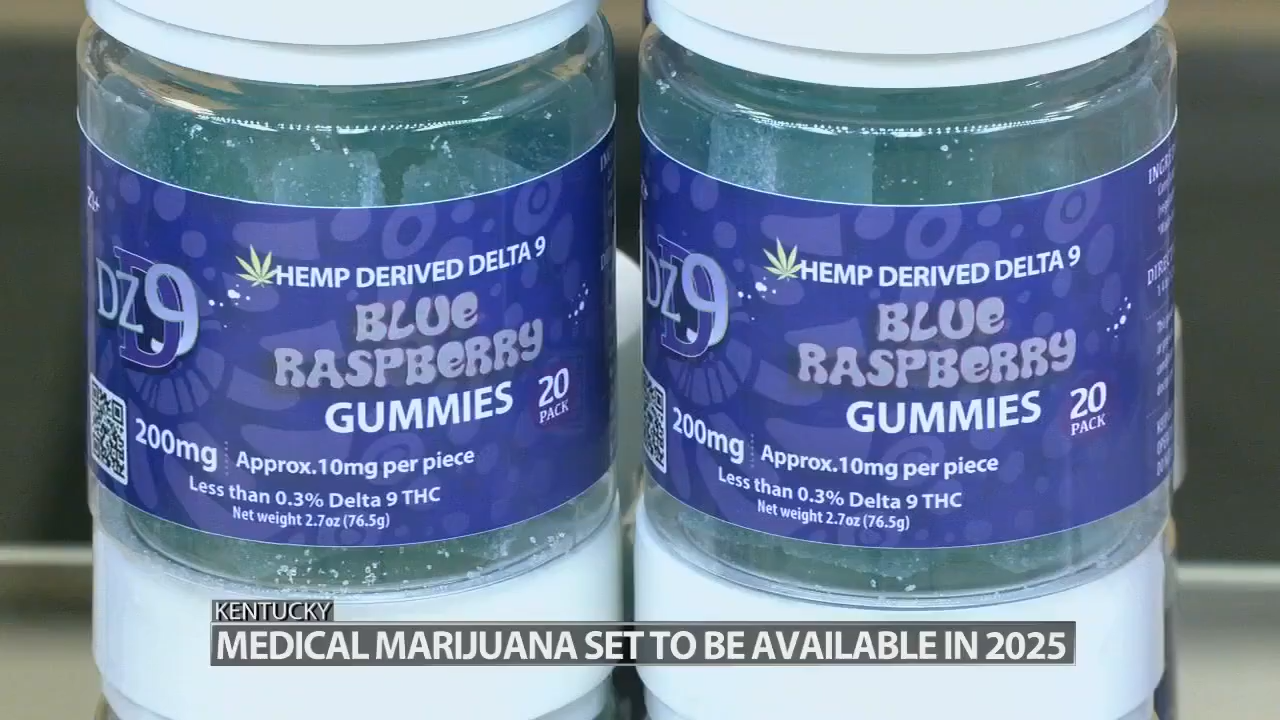 21+
DZ9
HEMP DERIVED DELTA 9
BLUE
RASPBERRY
GUMMIES
20
PACK
200mg
Approx.10mg per piece
Less than 0.3% Delta 9 THC
Net weight 2.7oz (76.5g)
DZ9
HEMP DERIVED DELTA 9
BLUE
RASPBERRY
GUMMIES
20
PACK
200mg
Approx.10mg per piece
Less than 0.3% Delta 9 THC
Net weight 2.7oz (76.5g)
KENTUCKY
MEDICAL MARIJUANA SET TO BE AVAILABLE IN 2025